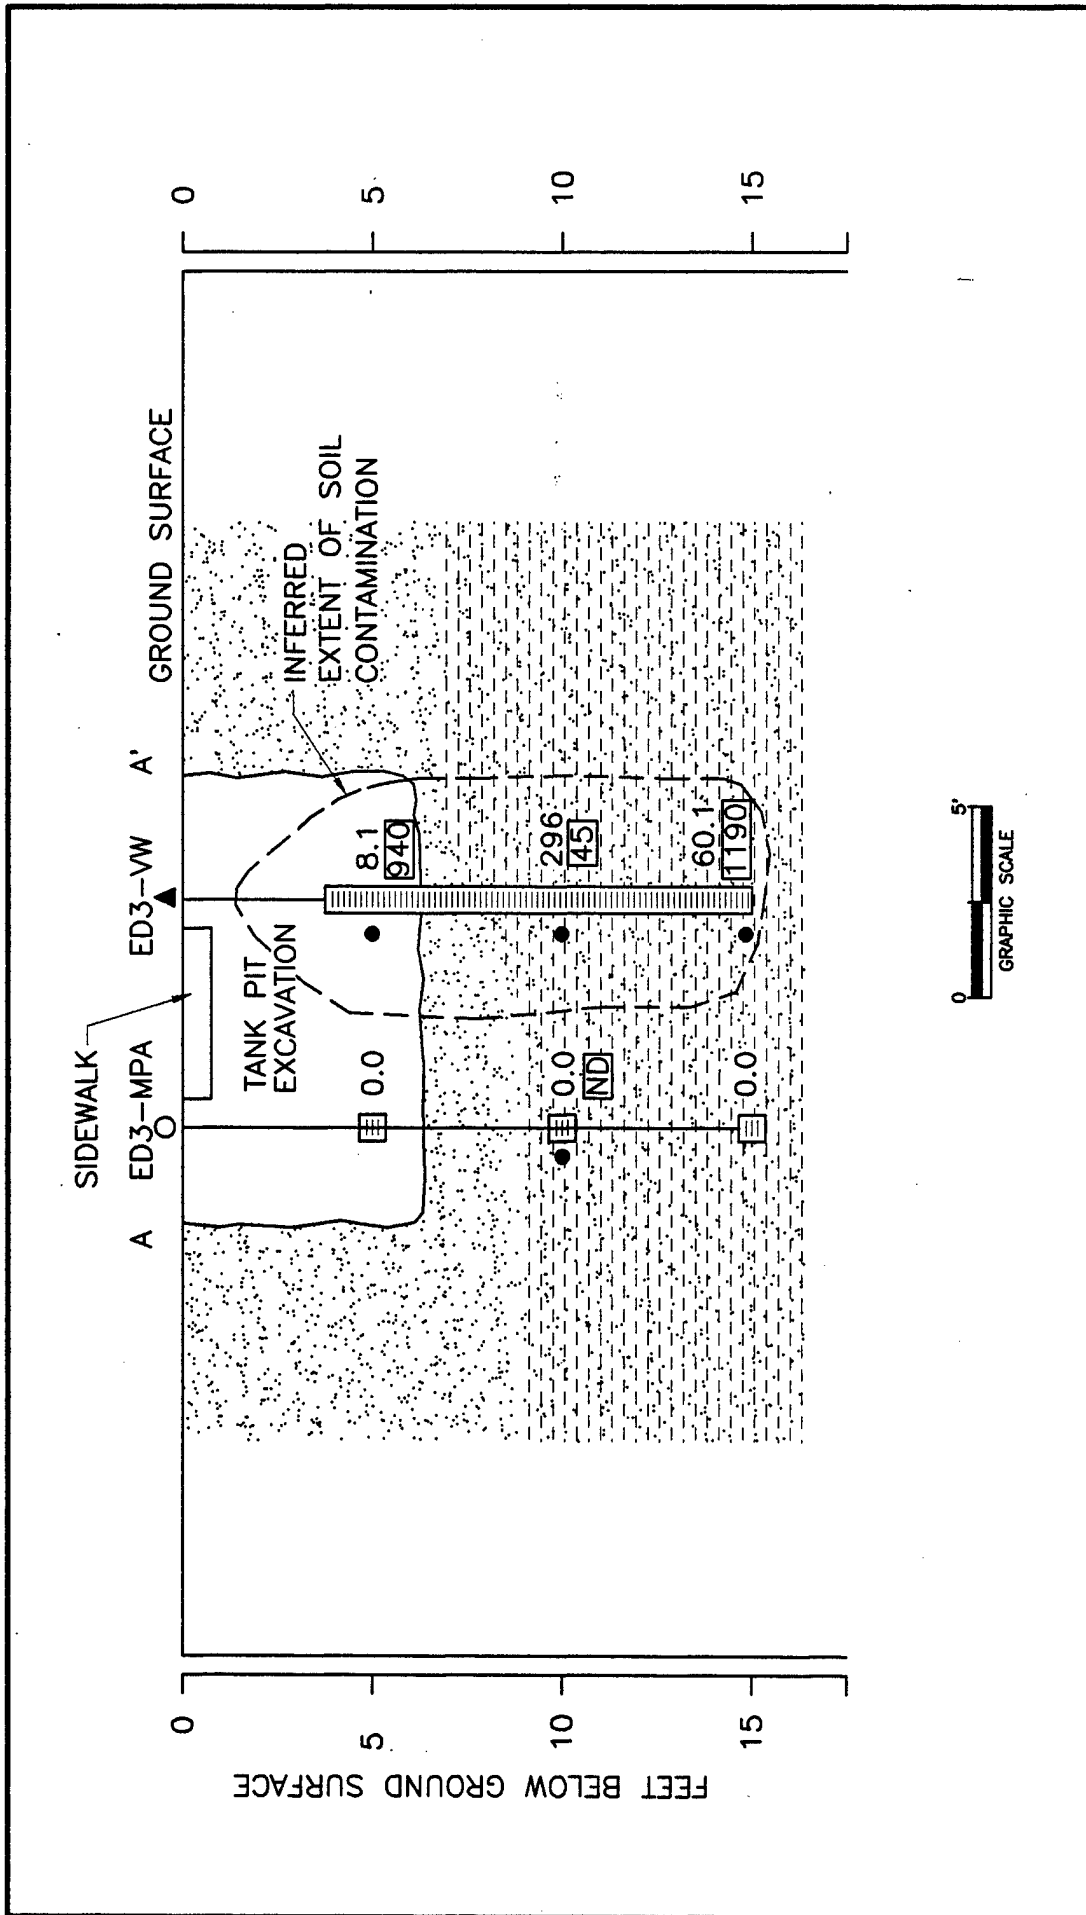 SIDEWALK
A ED3-MPA ED3-VW A'
GROUND SURFACE
0
0
TANK PIT
EXCAVATION
INFERRED
EXTENT OF SOIL
CONTAMINATION
5
0.0
8.1
940
5
10
0.0
ND
296
45
10
15
0.0
60.1
1190
15
FEET BELOW GROUND SURFACE
0 5'
GRAPHIC SCALE